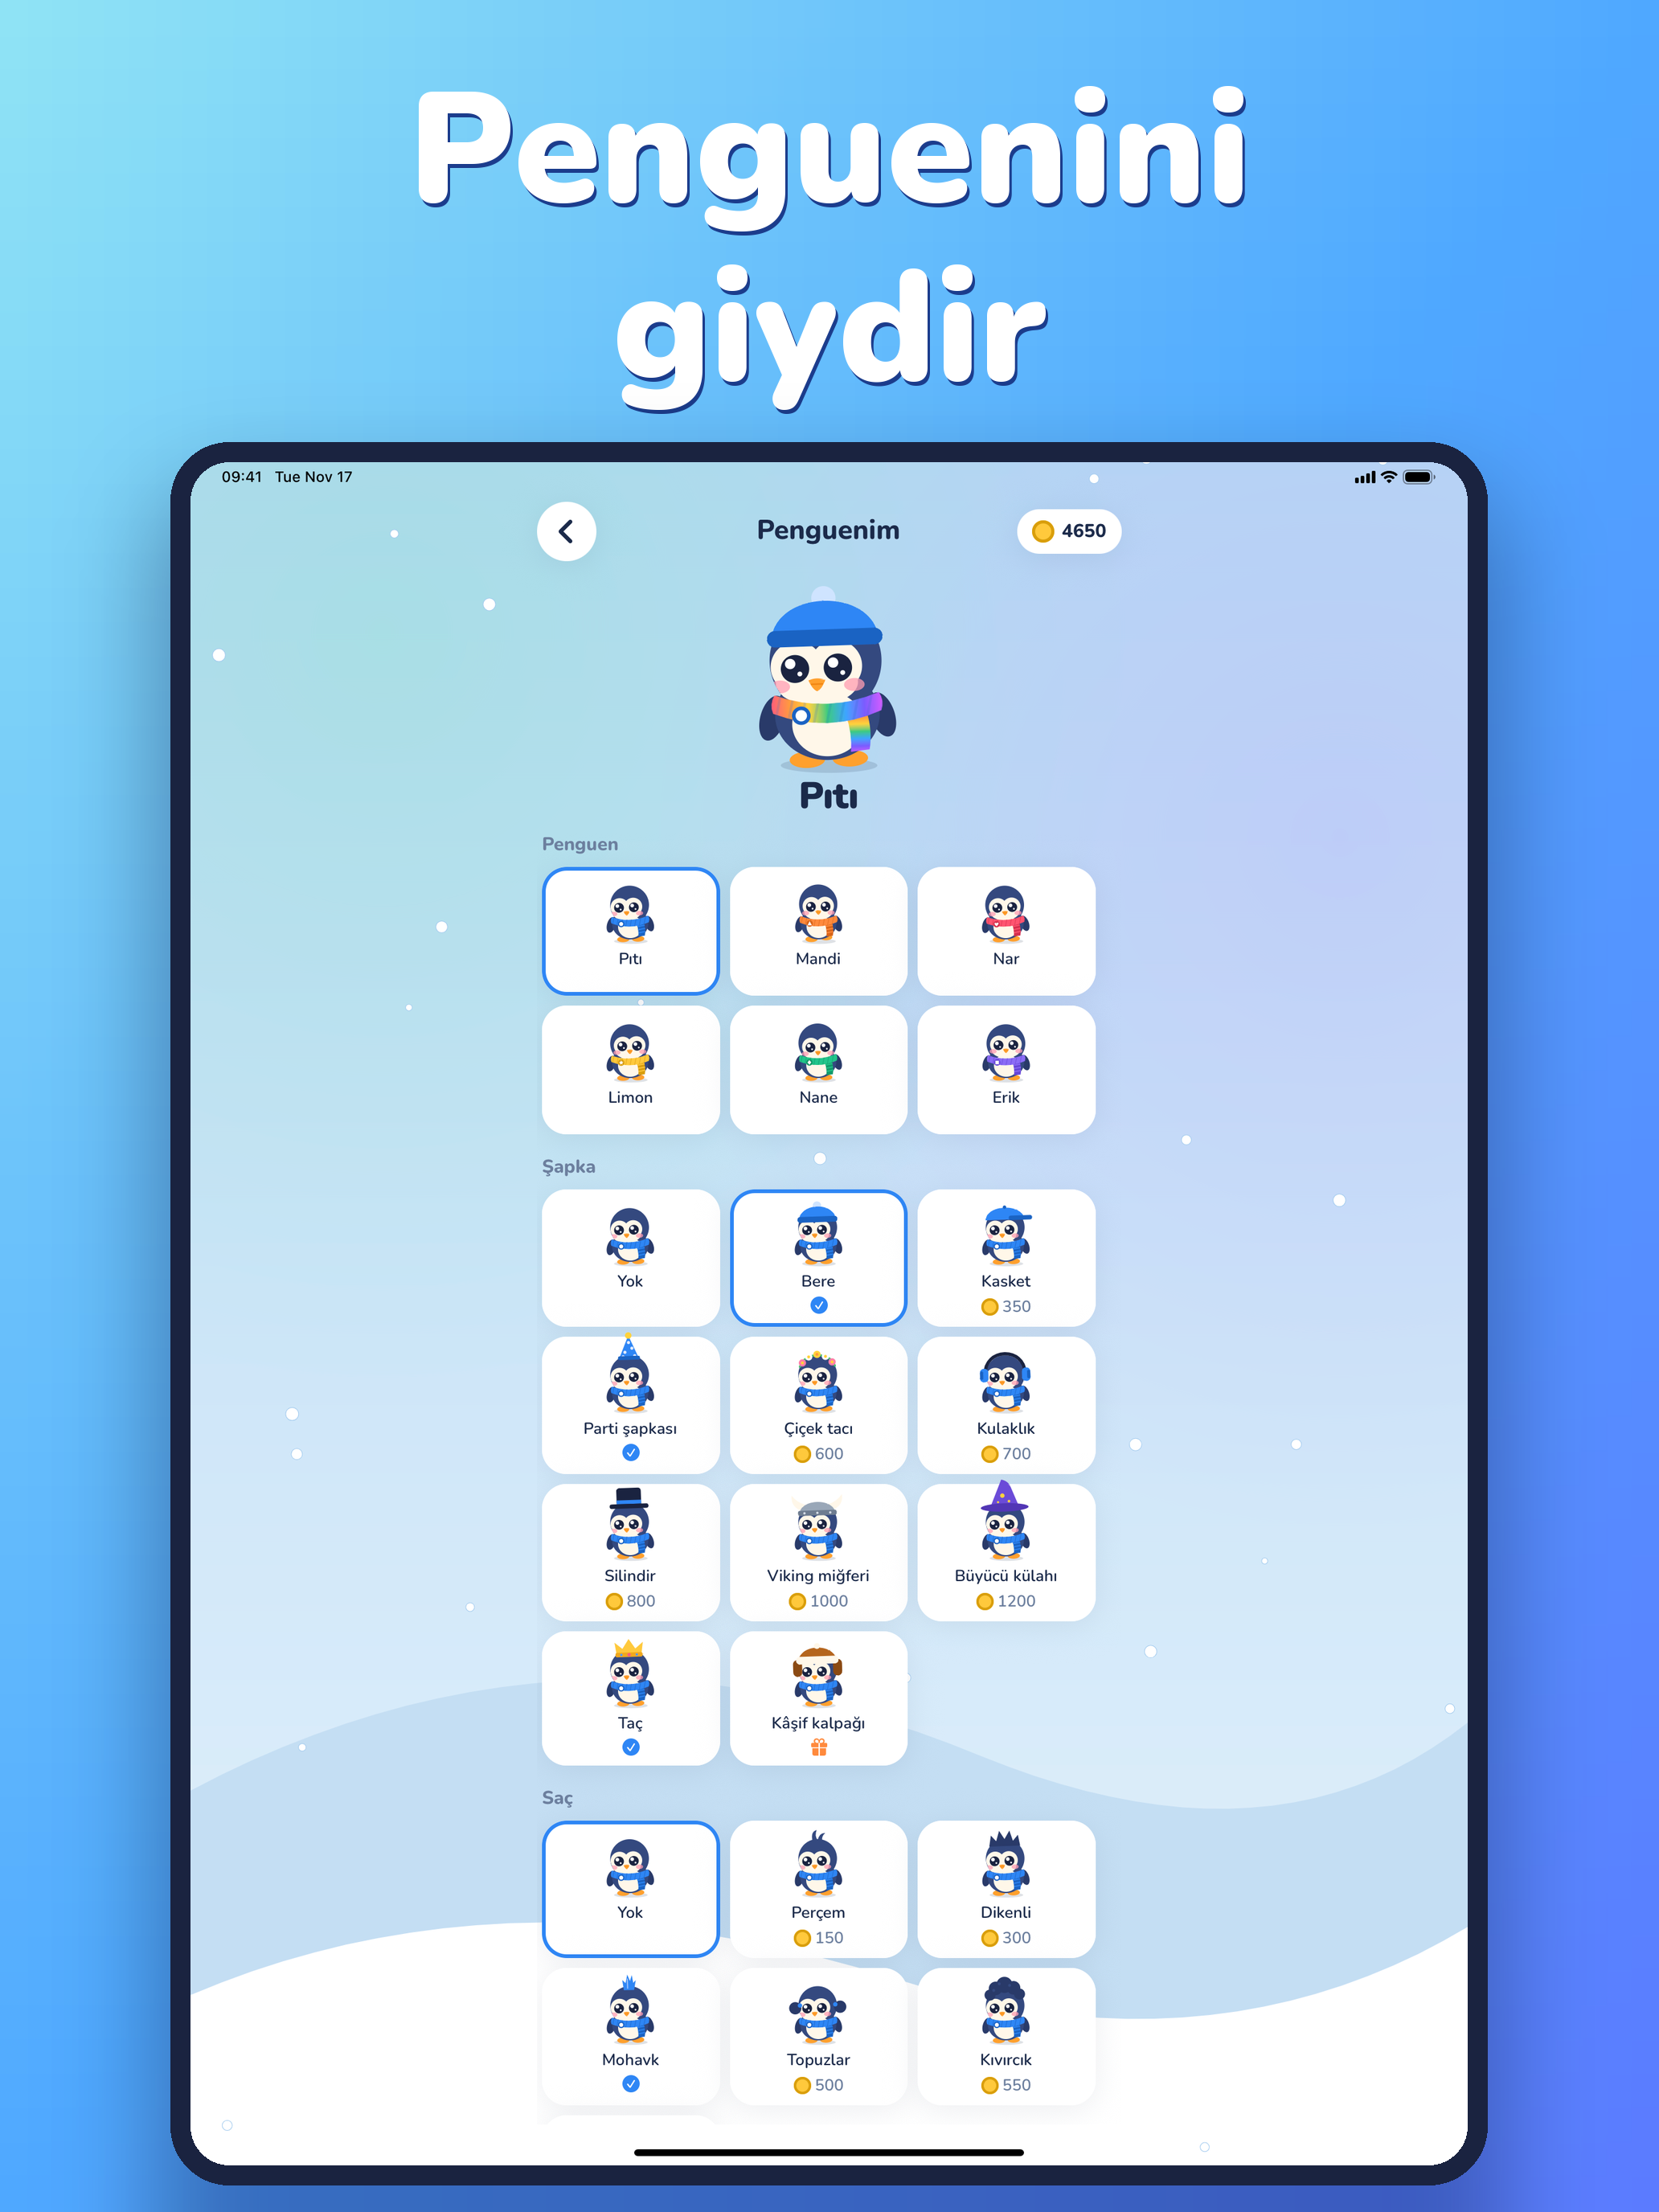 Penguenini
giydir
09:41 Tue Nov 17
Penguenim
4650
Pıtı
Penguen
Pıtı Mandi Nar
Limon Nane Erik
Şapka
Yok Bere Kasket
350
Parti şapkası Çiçek tacı Kulaklık
600 700
Silindir Viking miğferi Büyücü külahı
800 1000 1200
Taç Kâşif kalpağı
Saç
Yok Perçem Dikenli
150 300
Mohavk Topuzlar Kıvırcık
500 550